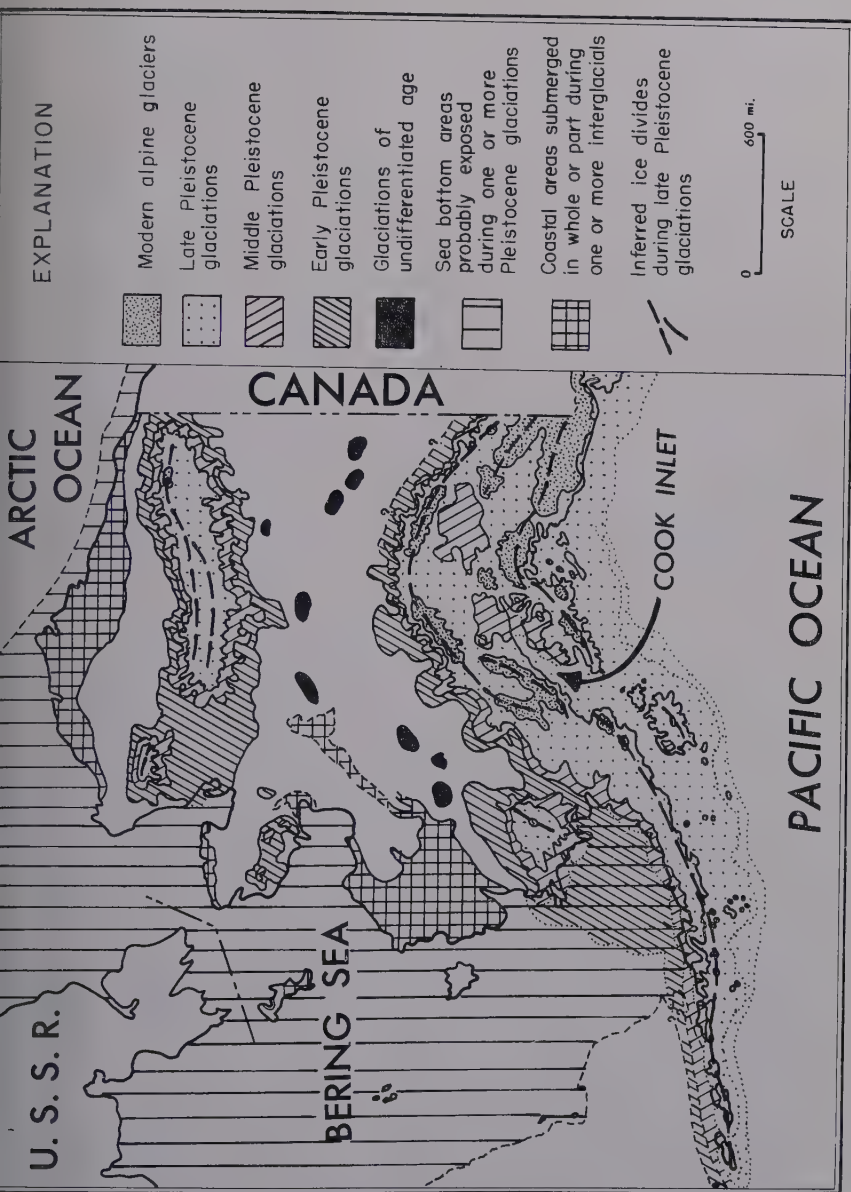 EXPLANATION
Modern alpine glaciers
Late Pleistocene
glaciations
Middle Pleistocene
glaciations
Early Pleistocene
glaciations
Glaciations of
undifferentiated age
Sea bottom areas
probably exposed
during one or more
Pleistocene glaciations
Coastal areas submerged
in whole or part during
one or more interglacials
Inferred ice divides
during late Pleistocene
glaciations
0 600 mi.
SCALE
ARCTIC
OCEAN
CANADA
COOK INLET
PACIFIC OCEAN
BERING SEA
U. S. S. R.